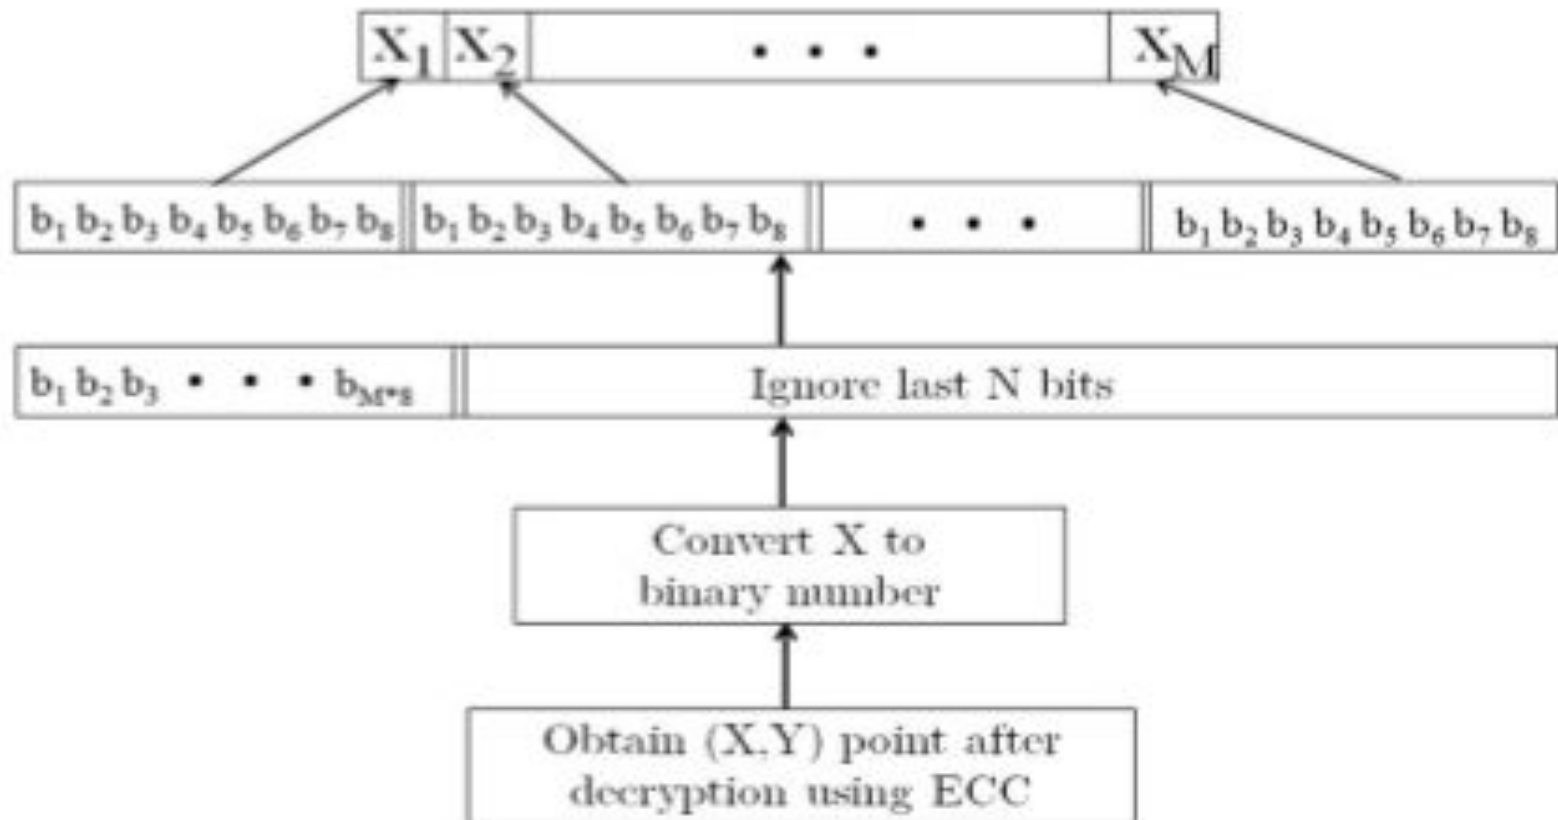 X₁ X₂ • • • X_M
b₁ b₂ b₃ b₄ b₅ b₆ b₇ b₈ b₁ b₂ b₃ b₄ b₅ b₆ b₇ b₈ • • • b₁ b₂ b₃ b₄ b₅ b₆ b₇ b₈
b₁ b₂ b₃ • • • b_M*8 Ignore last N bits
Convert X to
binary number
Obtain (X,Y) point after
decryption using ECC